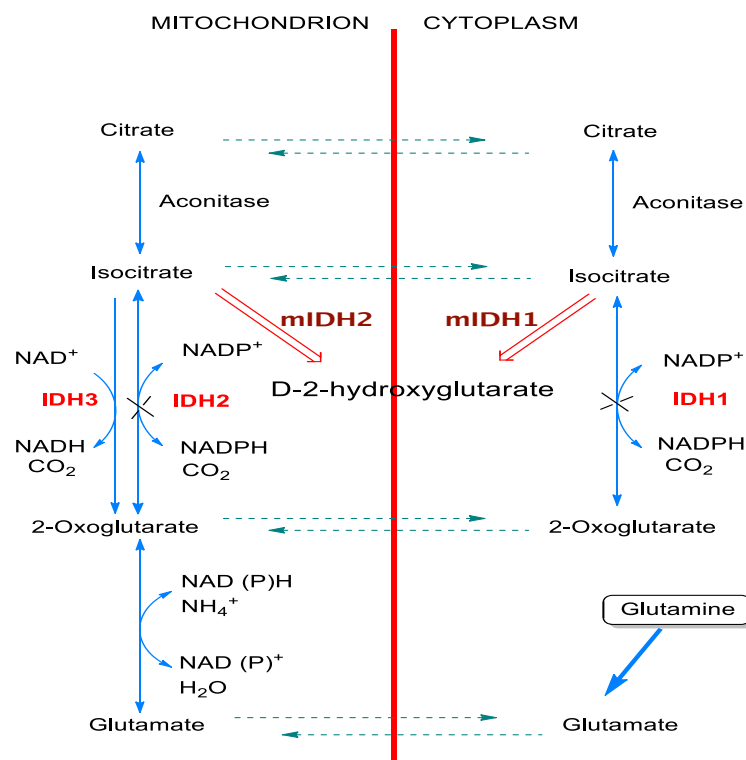 MITOCHONDRION CYTOPLASM
Citrate Citrate
Aconitase Aconitase
Isocitrate Isocitrate
mIDH2 mIDH1
NAD⁺ NADP⁺ NADP⁺
D-2-hydroxyglutarate
IDH3 IDH2 IDH1
NADH NADPH NADPH
CO₂ CO₂ CO₂
2-Oxoglutarate 2-Oxoglutarate
NAD (P)H
NH₄⁺
Glutamine
NAD (P)⁺
H₂O
Glutamate Glutamate